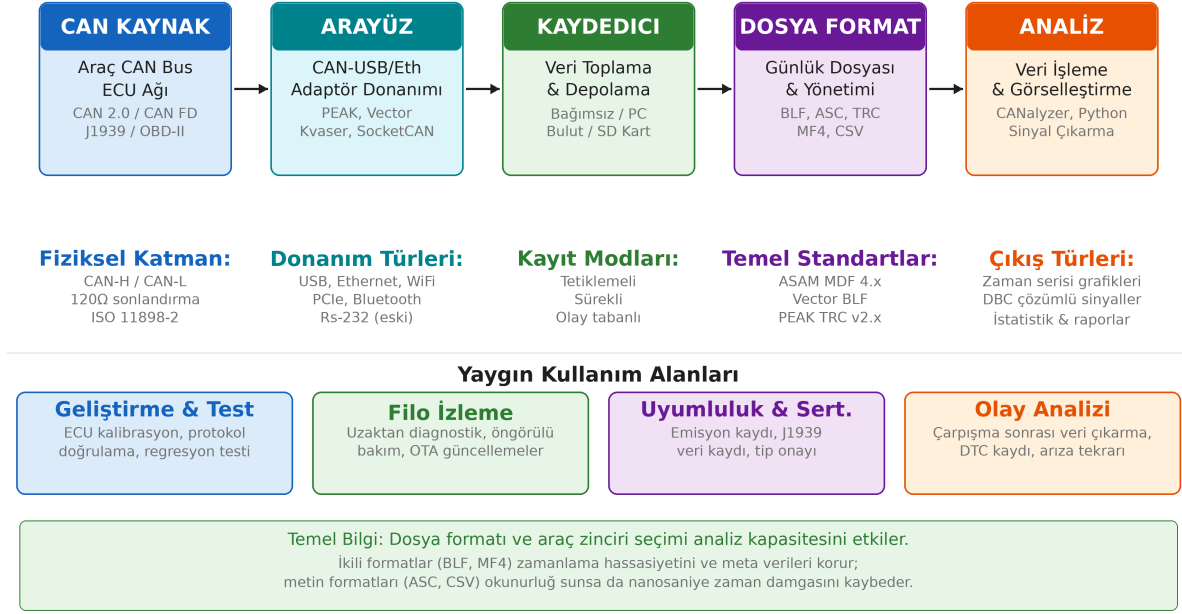 CAN KAYNAK
Araç CAN Bus
ECU Ağı
CAN 2.0 / CAN FD
J1939 / OBD-II
ARAYÜZ
CAN-USB/Eth
Adaptör Donanımı
PEAK, Vector
Kvaser, SocketCAN
KAYDEDICI
Veri Toplama
& Depolama
Bağımsız / PC
Bulut / SD Kart
DOSYA FORMAT
Günlük Dosyası
& Yönetimi
BLF, ASC, TRC
MF4, CSV
ANALİZ
Veri İşleme
& Görselleştirme
CANalyzer, Python
Sinyal Çıkarma
Fiziksel Katman:
CAN-H / CAN-L
120Ω sonlandırma
ISO 11898-2
Donanım Türleri:
USB, Ethernet, WiFi
PCIe, Bluetooth
Rs-232 (eski)
Kayıt Modları:
Tetiklemeli
Sürekli
Olay tabanlı
Temel Standartlar:
ASAM MDF 4.x
Vector BLF
PEAK TRC v2.x
Çıkış Türleri:
Zaman serisi grafikleri
DBC çözümlü sinyaller
İstatistik & raporlar
Yaygın Kullanım Alanları
Geliştirme & Test
ECU kalibrasyon, protokol
doğrulama, regresyon testi
Filo İzleme
Uzaktan diagnostik, öngörülü
bakım, OTA güncellemeler
Uyumluluk & Sert.
Emisyon kaydı, J1939
veri kaydı, tip onayı
Olay Analizi
Çarpışma sonrası veri çıkarma,
DTC kaydı, arıza tekrarı
Temel Bilgi: Dosya formatı ve araç zinciri seçimi analiz kapasitesini etkiler.
İkili formatlar (BLF, MF4) zamanlama hassasiyetini ve meta verileri korur;
metin formatları (ASC, CSV) okunurluğ sunsa da nanosaniye zaman damgasını kaybeder.